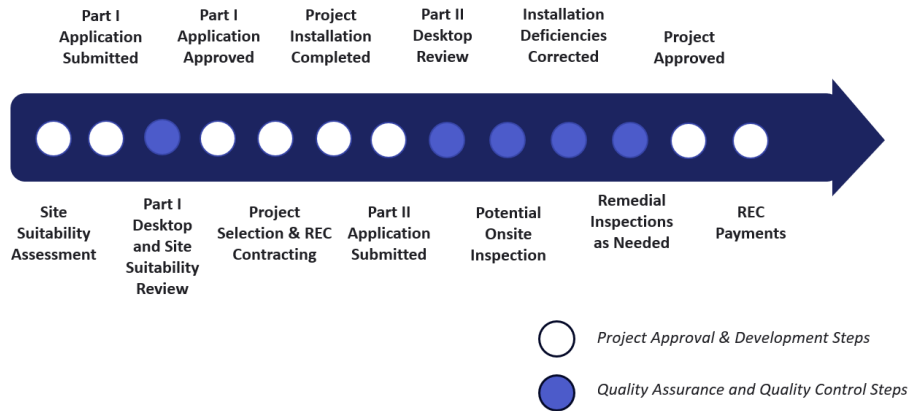 Part I
Application
Submitted
Part I
Application
Approved
Project
Installation
Completed
Part II
Desktop
Review
Installation
Deficiencies
Corrected
Project
Approved
Site
Suitability
Assessment
Part I
Desktop
and Site
Suitability
Review
Project
Selection & REC
Contracting
Part II
Application
Submitted
Potential
Onsite
Inspection
Remedial
Inspections
as Needed
REC
Payments
Project Approval & Development Steps
Quality Assurance and Quality Control Steps